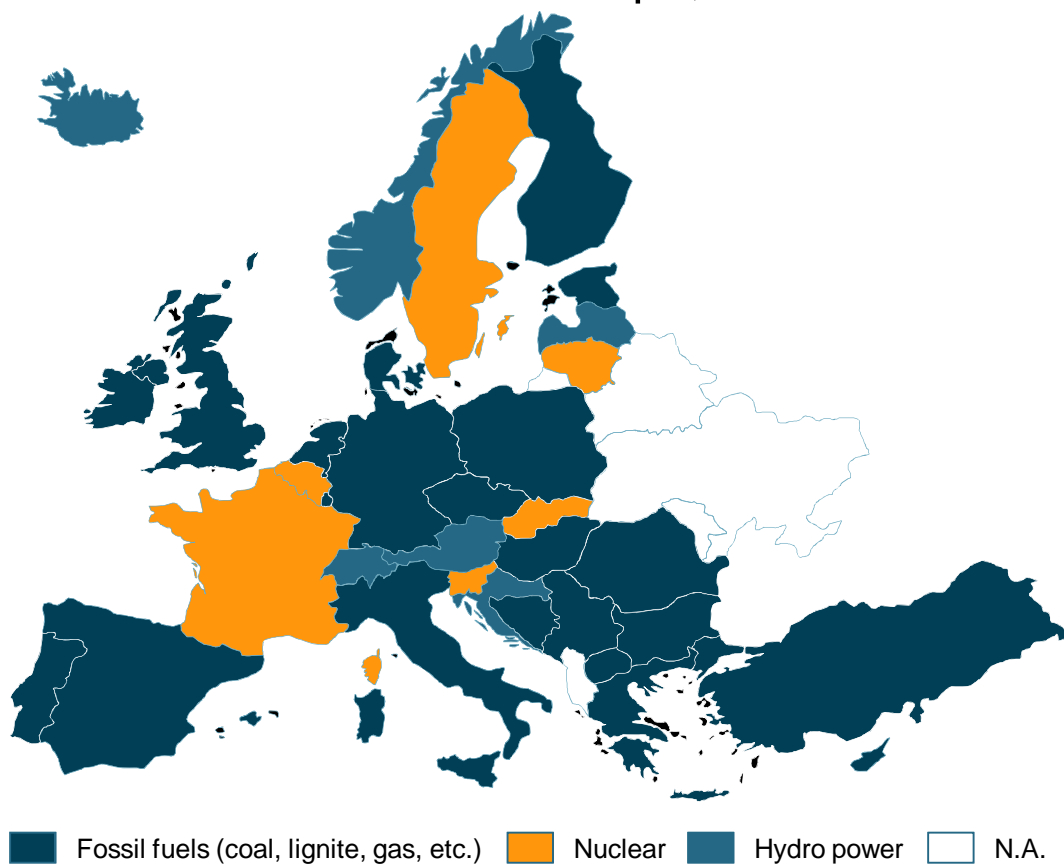 Fossil fuels (coal, lignite, gas, etc.) Nuclear Hydro power N.A.